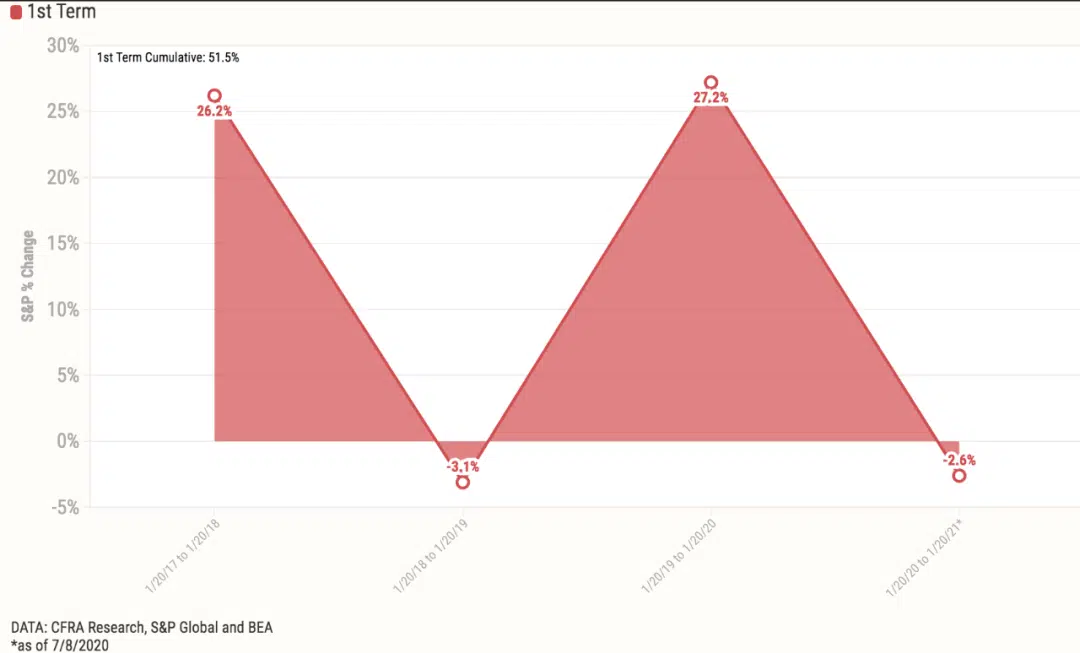 1st Term
30%
1st Term Cumulative: 51.5%
26.2%
27.2%
25%
20%
15%
S&P % Change
10%
5%
0%
-3.1%
-2.6%
-5%
1/20/17 to 1/20/18
1/20/18 to 1/20/19
1/20/19 to 1/20/20
1/20/20 to 1/20/21*
DATA: CFRA Research, S&P Global and BEA
*as of 7/8/2020